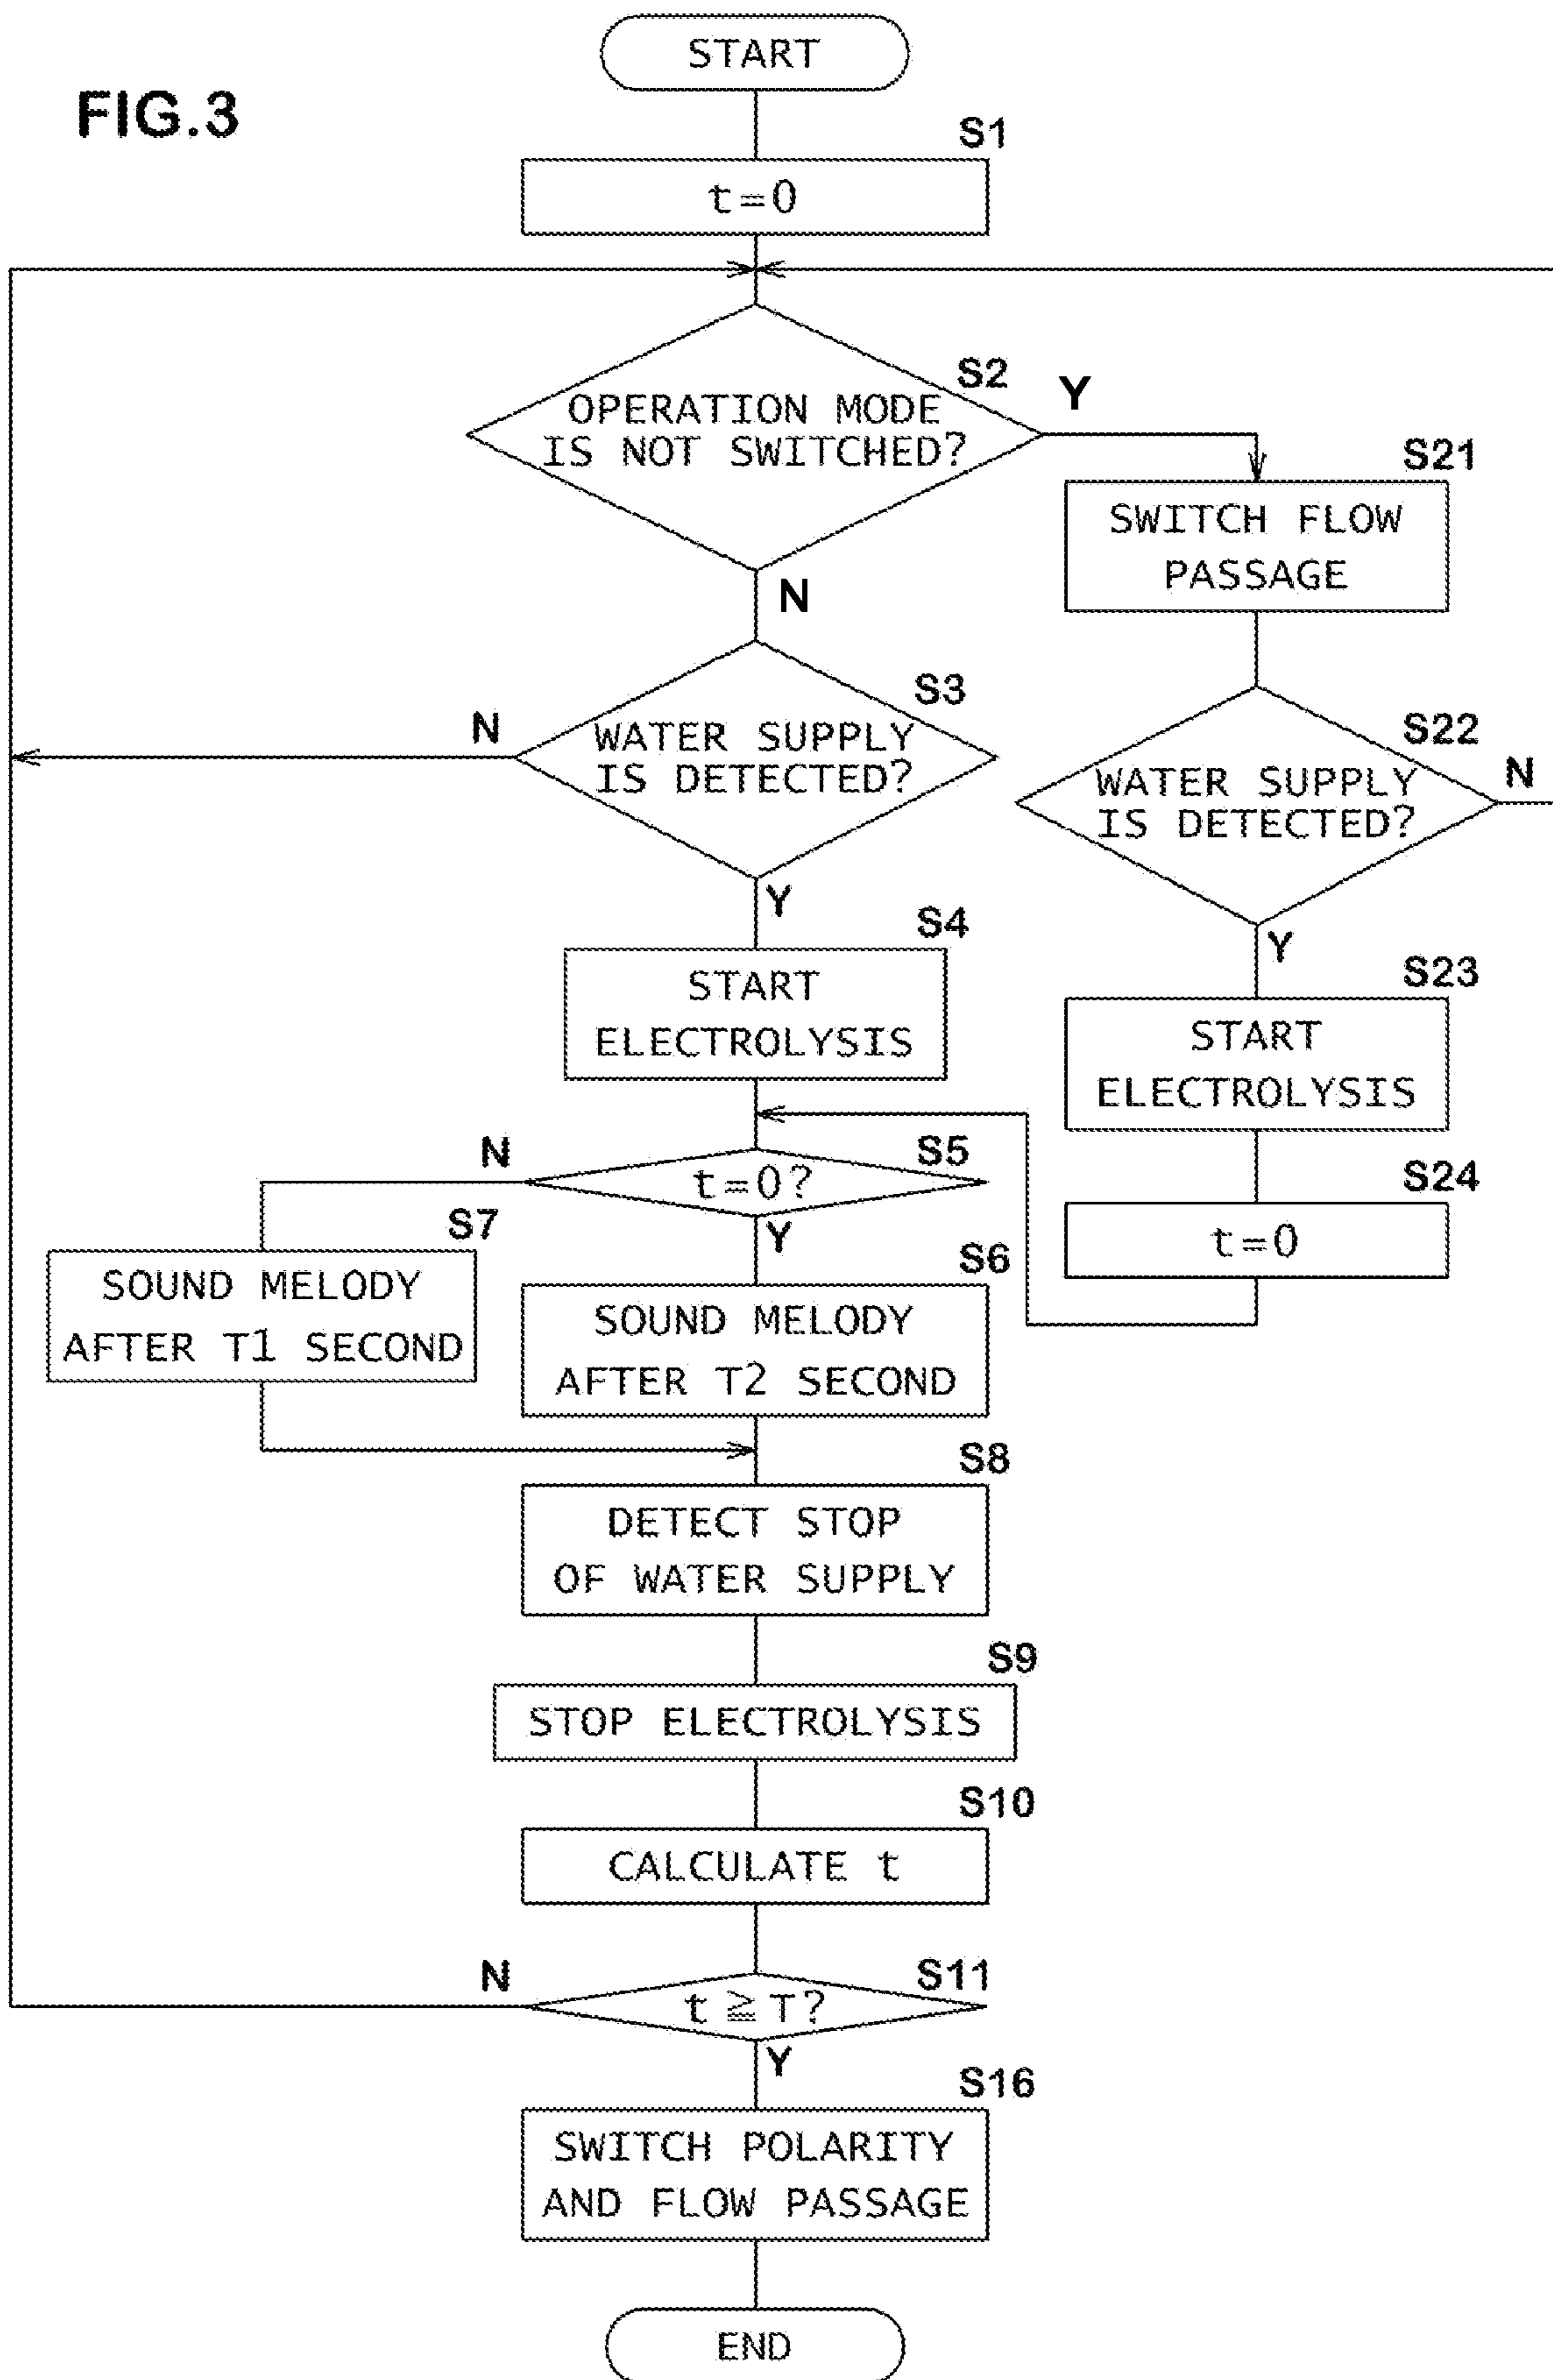 START
FIG.3
S1
t=0
S2
Y
OPERATION MODE
IS NOT SWITCHED?
S21
SWITCH FLOW
PASSAGE
N
S3
N
WATER SUPPLY
IS DETECTED?
S22
N
WATER SUPPLY
IS DETECTED?
Y
S4
START
ELECTROLYSIS
Y
S23
START
ELECTROLYSIS
N
S5
t=0?
S24
t=0
Y
S7
SOUND MELODY
AFTER T1 SECOND
S6
SOUND MELODY
AFTER T2 SECOND
S8
DETECT STOP
OF WATER SUPPLY
S9
STOP ELECTROLYSIS
S10
CALCULATE t
N
S11
t ≧ T?
Y
S16
SWITCH POLARITY
AND FLOW PASSAGE
END